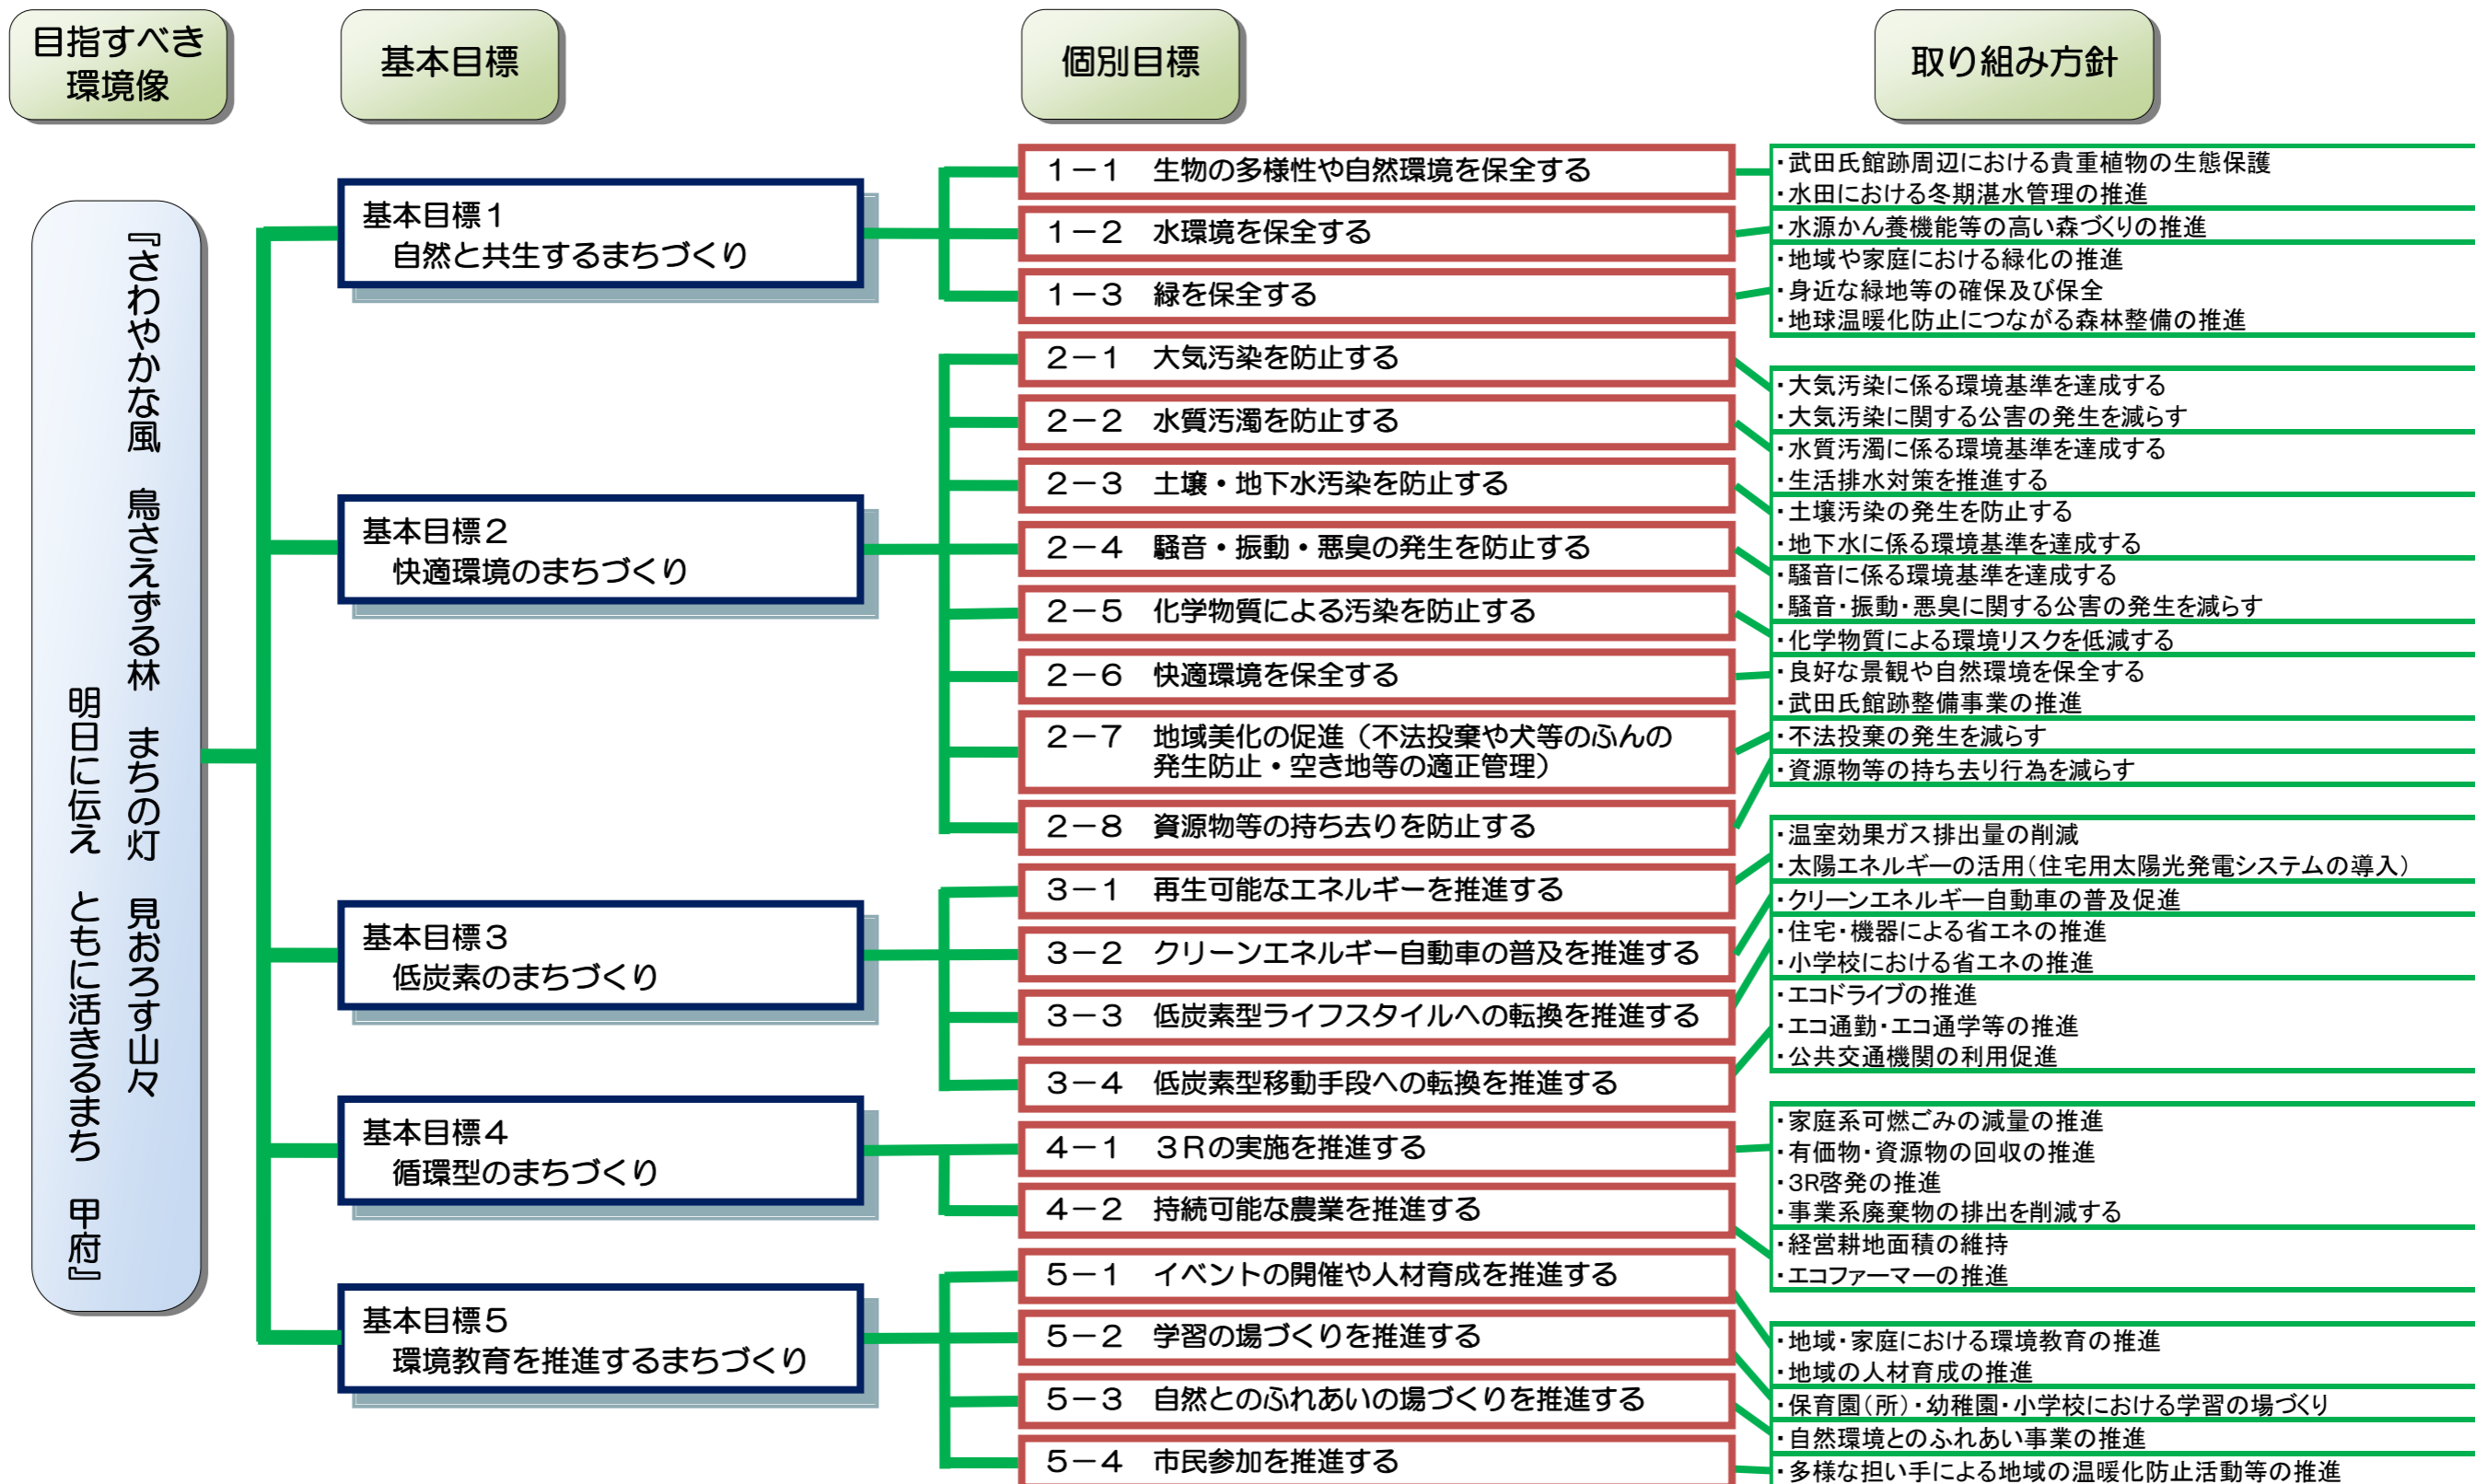 目指すべき
環境像
基本目標
個別目標
取り組み方針
『さわやかな風　鳥さえずる林　まちの灯　見おろす山々
明日に伝え　ともに活きるまち　甲府』
基本目標１
自然と共生するまちづくり
１－１　生物の多様性や自然環境を保全する
・武田氏館跡周辺における貴重植物の生態保護
・水田における冬期湛水管理の推進
１－２　水環境を保全する
・水源かん養機能等の高い森づくりの推進
１－３　緑を保全する
・地域や家庭における緑化の推進
・身近な緑地等の確保及び保全
・地球温暖化防止につながる森林整備の推進
基本目標２
快適環境のまちづくり
２－１　大気汚染を防止する
・大気汚染に係る環境基準を達成する
・大気汚染に関する公害の発生を減らす
２－２　水質汚濁を防止する
・水質汚濁に係る環境基準を達成する
・生活排水対策を推進する
２－３　土壌・地下水汚染を防止する
・土壌汚染の発生を防止する
・地下水に係る環境基準を達成する
２－４　騒音・振動・悪臭の発生を防止する
・騒音に係る環境基準を達成する
・騒音・振動・悪臭に関する公害の発生を減らす
２－５　化学物質による汚染を防止する
・化学物質による環境リスクを低減する
２－６　快適環境を保全する
・良好な景観や自然環境を保全する
・武田氏館跡整備事業の推進
２－７　地域美化の促進（不法投棄や犬等のふんの
発生防止・空き地等の適正管理）
・不法投棄の発生を減らす
２－８　資源物等の持ち去りを防止する
・資源物等の持ち去り行為を減らす
基本目標３
低炭素のまちづくり
３－１　再生可能なエネルギーを推進する
・温室効果ガス排出量の削減
・太陽エネルギーの活用（住宅用太陽光発電システムの導入）
３－２　クリーンエネルギー自動車の普及を推進する
・クリーンエネルギー自動車の普及促進
３－３　低炭素型ライフスタイルへの転換を推進する
・住宅・機器による省エネの推進
・小学校における省エネの推進
３－４　低炭素型移動手段への転換を推進する
・エコドライブの推進
・エコ通勤・エコ通学等の推進
・公共交通機関の利用促進
基本目標４
循環型のまちづくり
４－１　３Ｒの実施を推進する
・家庭系可燃ごみの減量の推進
・有価物・資源物の回収の推進
・3R啓発の推進
・事業系廃棄物の排出を削減する
４－２　持続可能な農業を推進する
・経営耕地面積の維持
・エコファーマーの推進
基本目標５
環境教育を推進するまちづくり
５－１　イベントの開催や人材育成を推進する
・地域・家庭における環境教育の推進
・地域の人材育成の推進
５－２　学習の場づくりを推進する
・保育園（所）・幼稚園・小学校における学習の場づくり
５－３　自然とのふれあいの場づくりを推進する
・自然環境とのふれあい事業の推進
５－４　市民参加を推進する
・多様な担い手による地域の温暖化防止活動等の推進